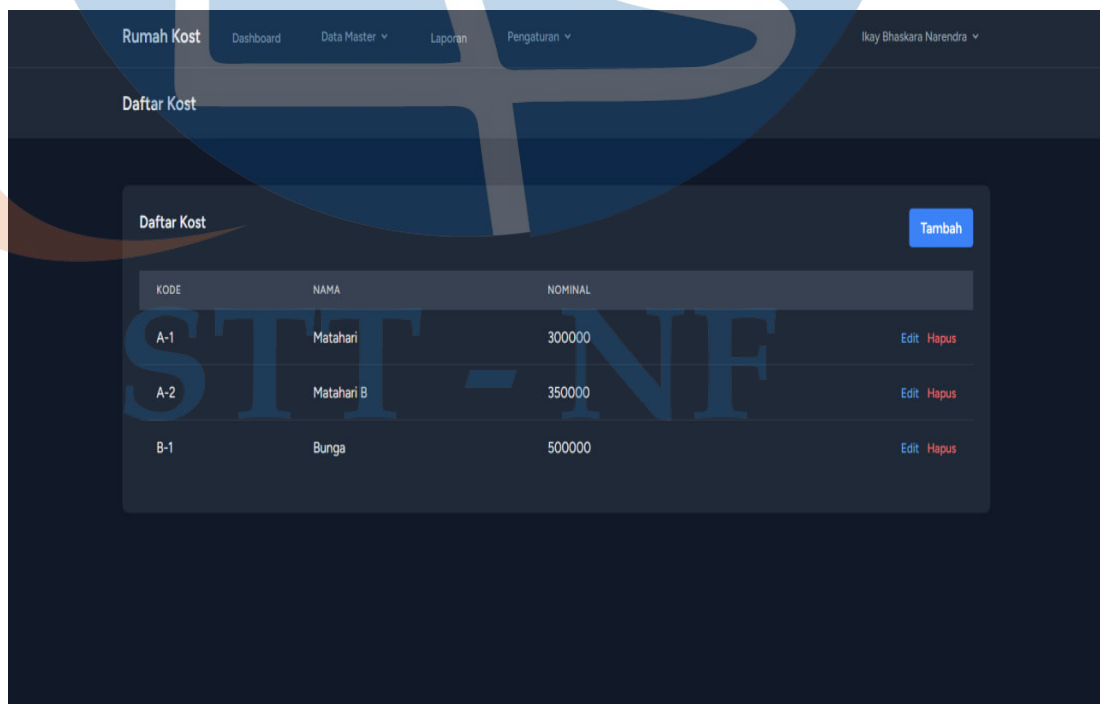 Rumah Kost Dashboard Data Master Laporan Pengaturan Ikay Bhaskara Narendra
Daftar Kost
Daftar Kost Tambah
KODE NAMA NOMINAL
A-1 Matahari 300000 Edit Hapus
A-2 Matahari B 350000 Edit Hapus
B-1 Bunga 500000 Edit Hapus
STT - NF